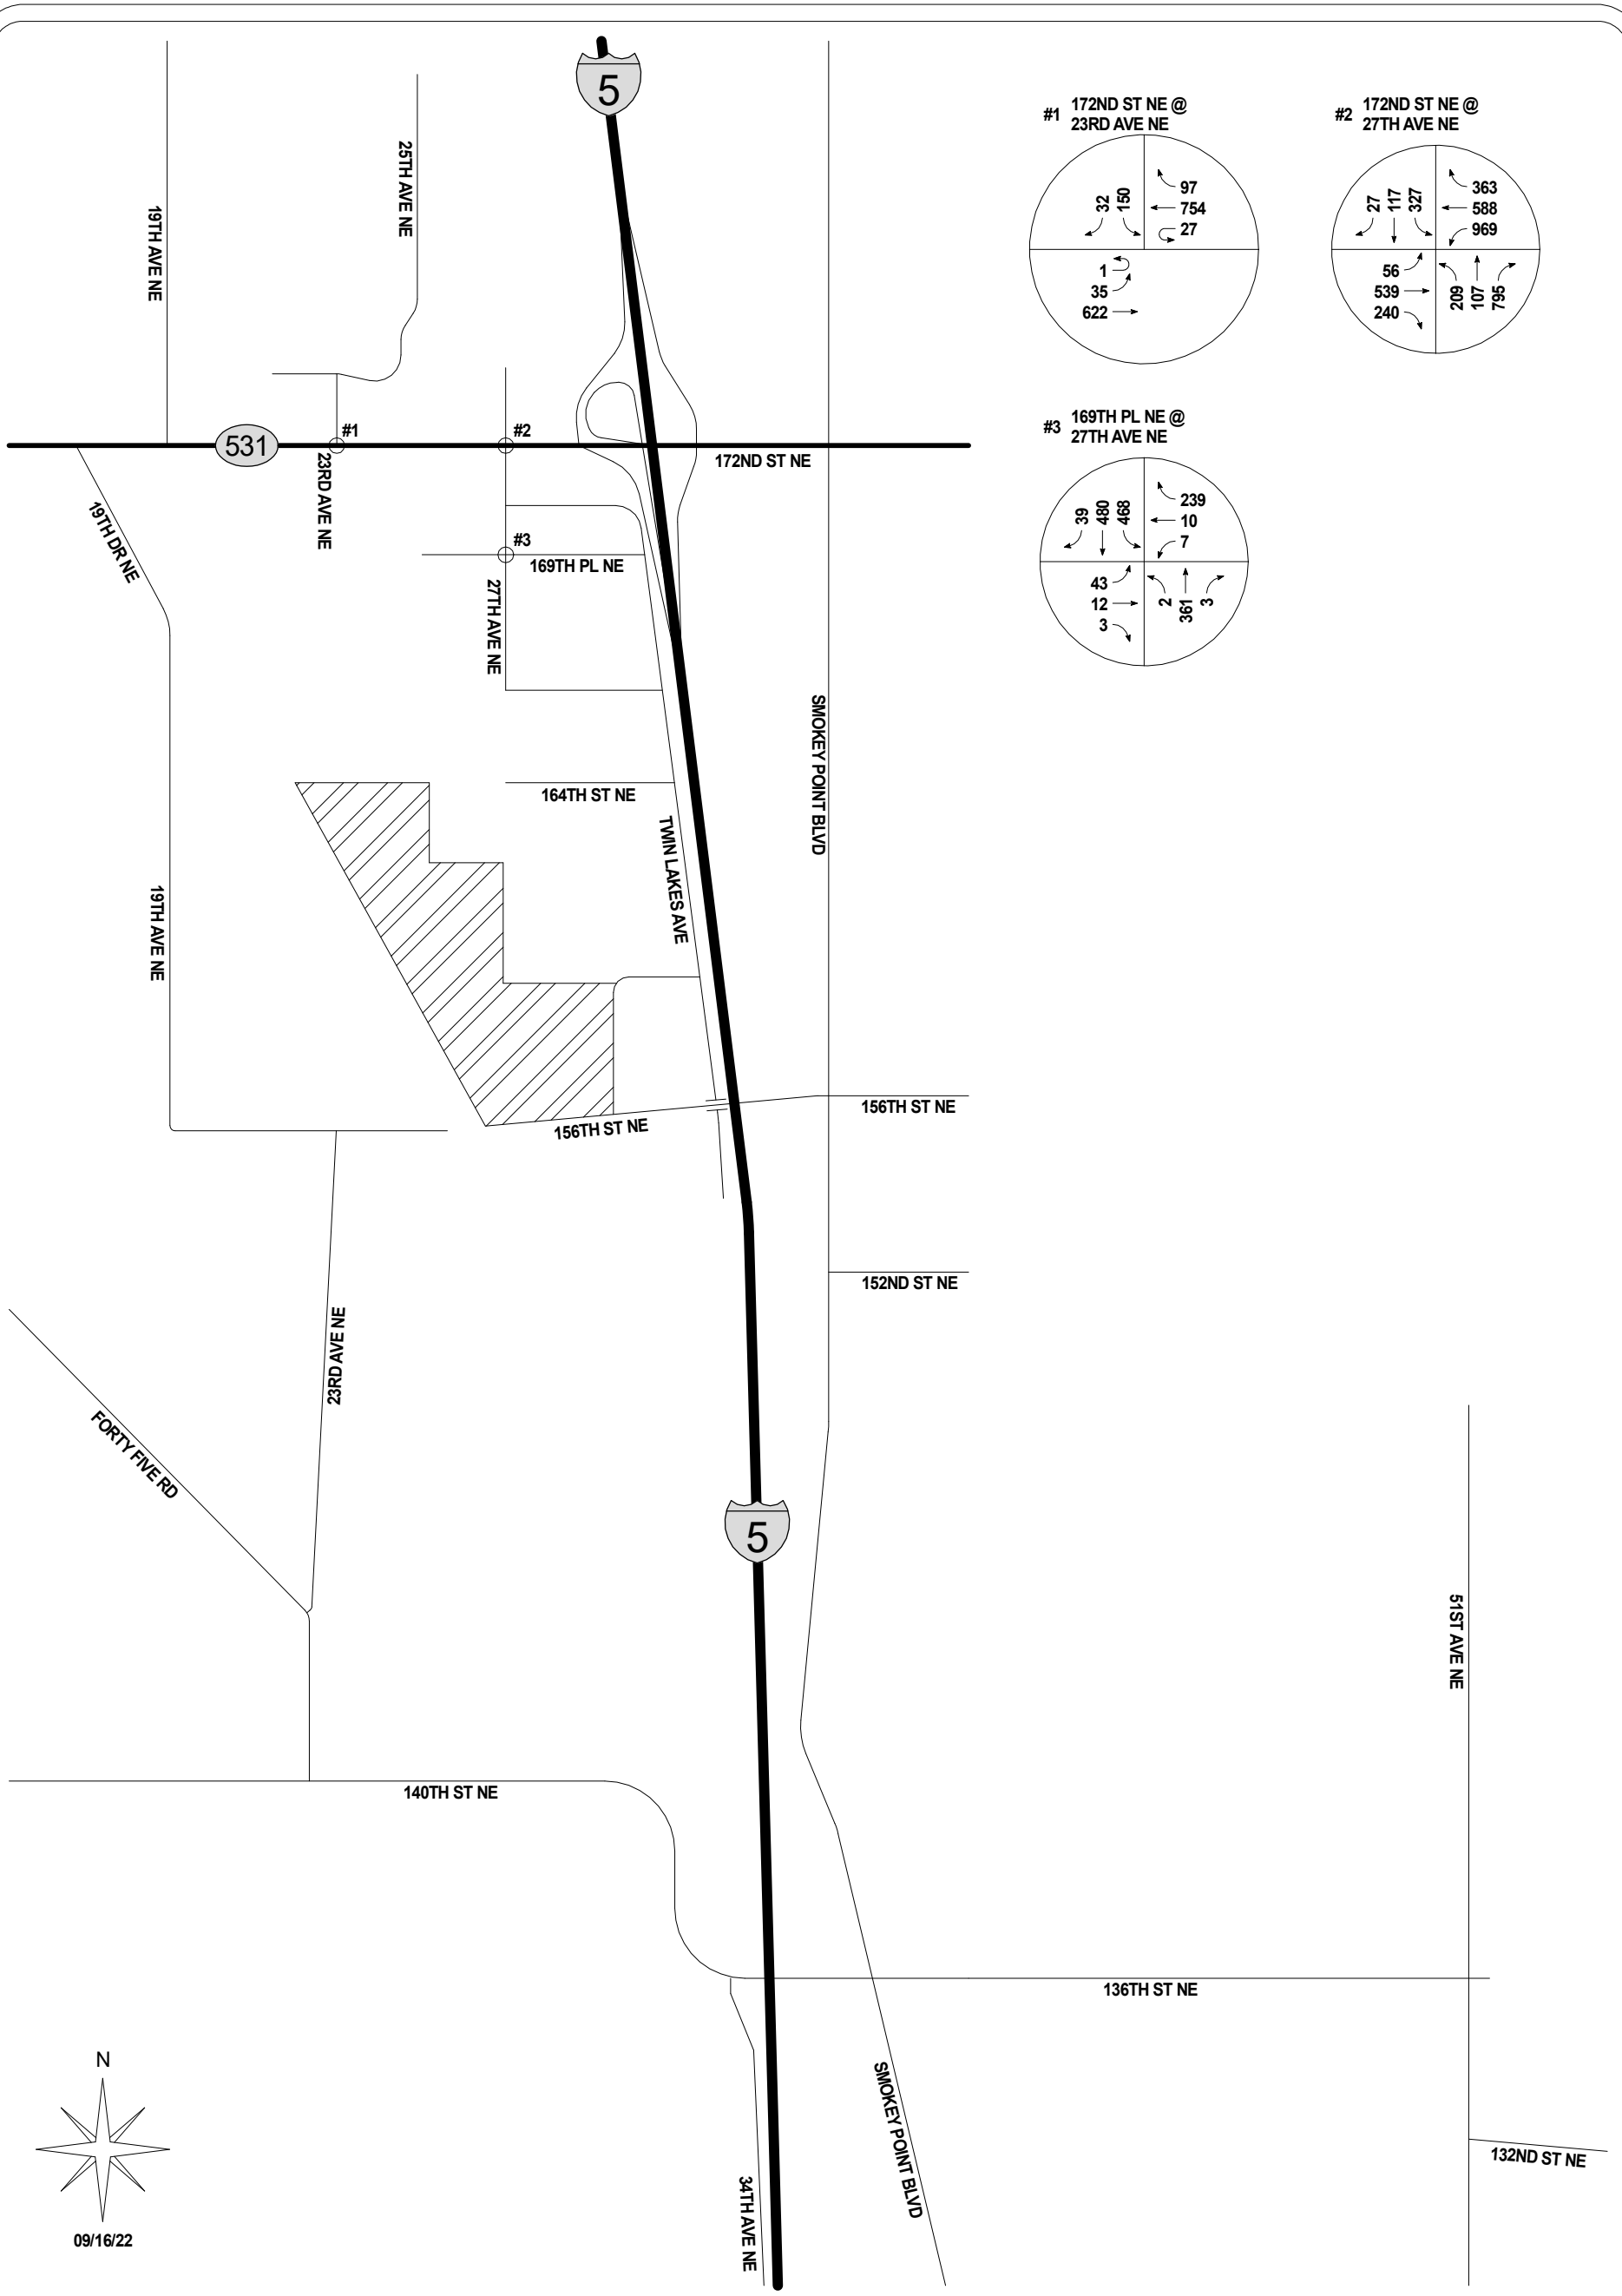 5
#1 172ND ST NE @
23RD AVE NE
97
754
27
32
150
1
35
622
#2 172ND ST NE @
27TH AVE NE
363
588
969
27
117
327
56
539
240
209
107
795
#3 169TH PL NE @
27TH AVE NE
239
10
7
39
480
468
43
12
3
2
361
3
19TH AVE NE
25TH AVE NE
531
#1
23RD AVE NE
#2
172ND ST NE
19TH DR NE
#3
169TH PL NE
27TH AVE NE
SMOKEY POINT BLVD
164TH ST NE
TWIN LAKES AVE
19TH AVE NE
156TH ST NE
156TH ST NE
152ND ST NE
23RD AVE NE
FORTY FIVE RD
5
51ST AVE NE
140TH ST NE
136TH ST NE
N
09/16/22
34TH AVE NE
SMOKEY POINT BLVD
132ND ST NE